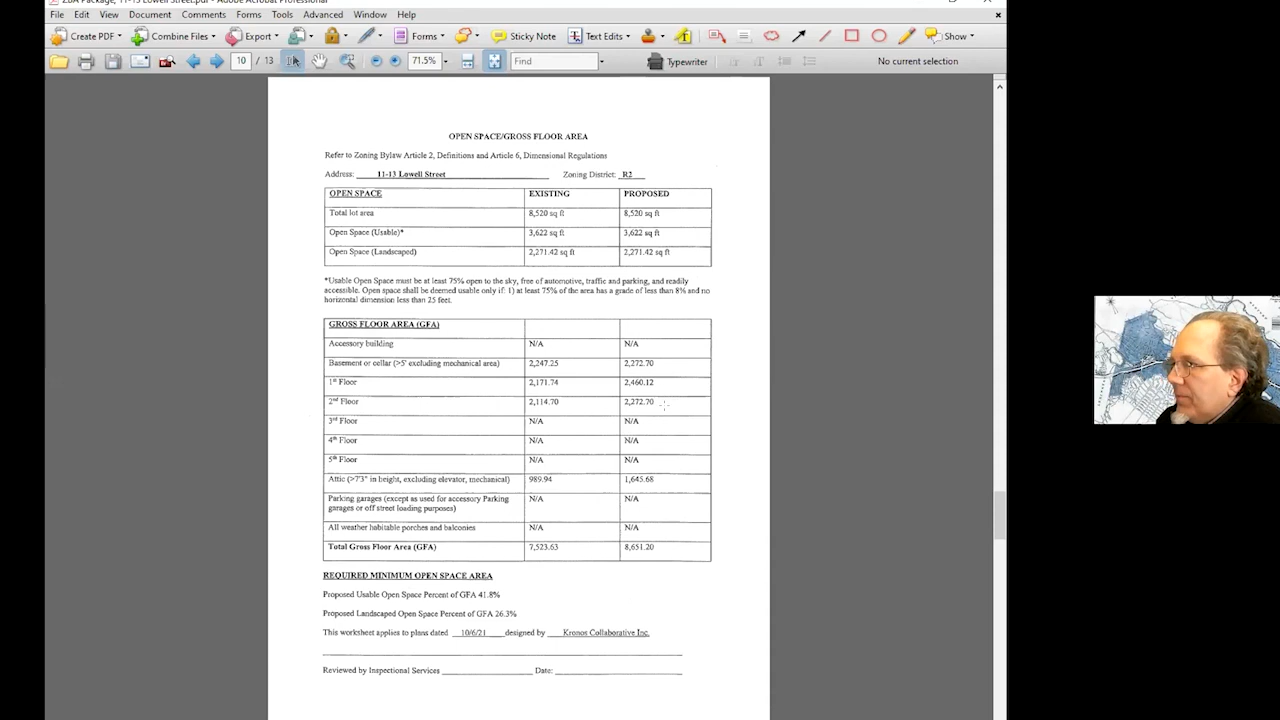 ZBA Package, 11-13 Lowell Street.pdf - Adobe Acrobat Professional
File Edit View Document Comments Forms Tools Advanced Window Help
Create PDF Combine Files Export Forms Sticky Note Text Edits Show
10 / 13 71.5% Find Typewriter No current selection
OPEN SPACE/GROSS FLOOR AREA
Refer to Zoning Bylaw Article 2, Definitions and Article 6, Dimensional Regulations
Address: 11-13 Lowell Street Zoning District: R2
OPEN SPACE EXISTING PROPOSED
Total lot area 8,520 sq ft 8,520 sq ft
Open Space (Usable)* 3,622 sq ft 3,622 sq ft
Open Space (Landscaped) 2,271.42 sq ft 2,271.42 sq ft
*Usable Open Space must be at least 75% open to the sky, free of automotive, traffic and parking, and readily
accessible. Open space shall be deemed usable only if: 1) at least 75% of the area has a grade of less than 8% and no
horizontal dimension less than 25 feet.
GROSS FLOOR AREA (GFA)
Accessory building N/A N/A
Basement or cellar (>5' excluding mechanical area) 2,247.25 2,272.70
1st Floor 2,171.74 2,460.12
2nd Floor 2,114.70 2,272.70
3rd Floor N/A N/A
4th Floor N/A N/A
5th Floor N/A N/A
Attic (>7'3" in height, excluding elevator, mechanical) 989.94 1,645.68
Parking garages (except as used for accessory Parking
garages or off street loading purposes) N/A N/A
All weather habitable porches and balconies N/A N/A
Total Gross Floor Area (GFA) 7,523.63 8,651.20
REQUIRED MINIMUM OPEN SPACE AREA
Proposed Usable Open Space Percent of GFA 41.8%
Proposed Landscaped Open Space Percent of GFA 26.3%
This worksheet applies to plans dated 10/6/21 designed by Kronos Collaborative Inc.
Reviewed by Inspectional Services Date: